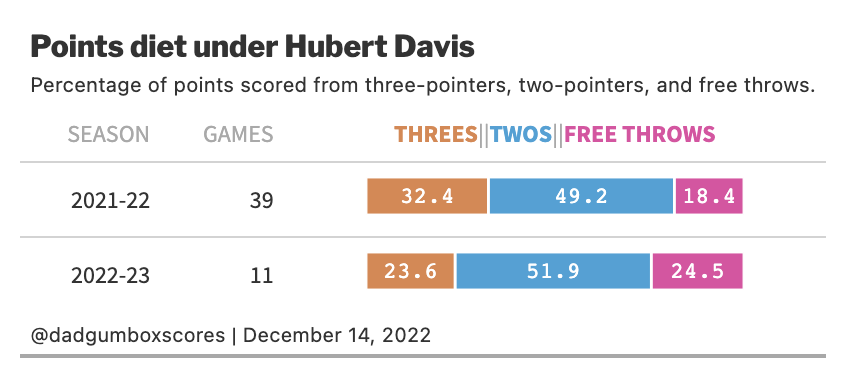 Points diet under Hubert Davis
Percentage of points scored from three-pointers, two-pointers, and free throws.
SEASON GAMES THREES||TWOS||FREE THROWS
2021-22 39 32.4 49.2 18.4
2022-23 11 23.6 51.9 24.5
@dadgumboxscores | December 14, 2022